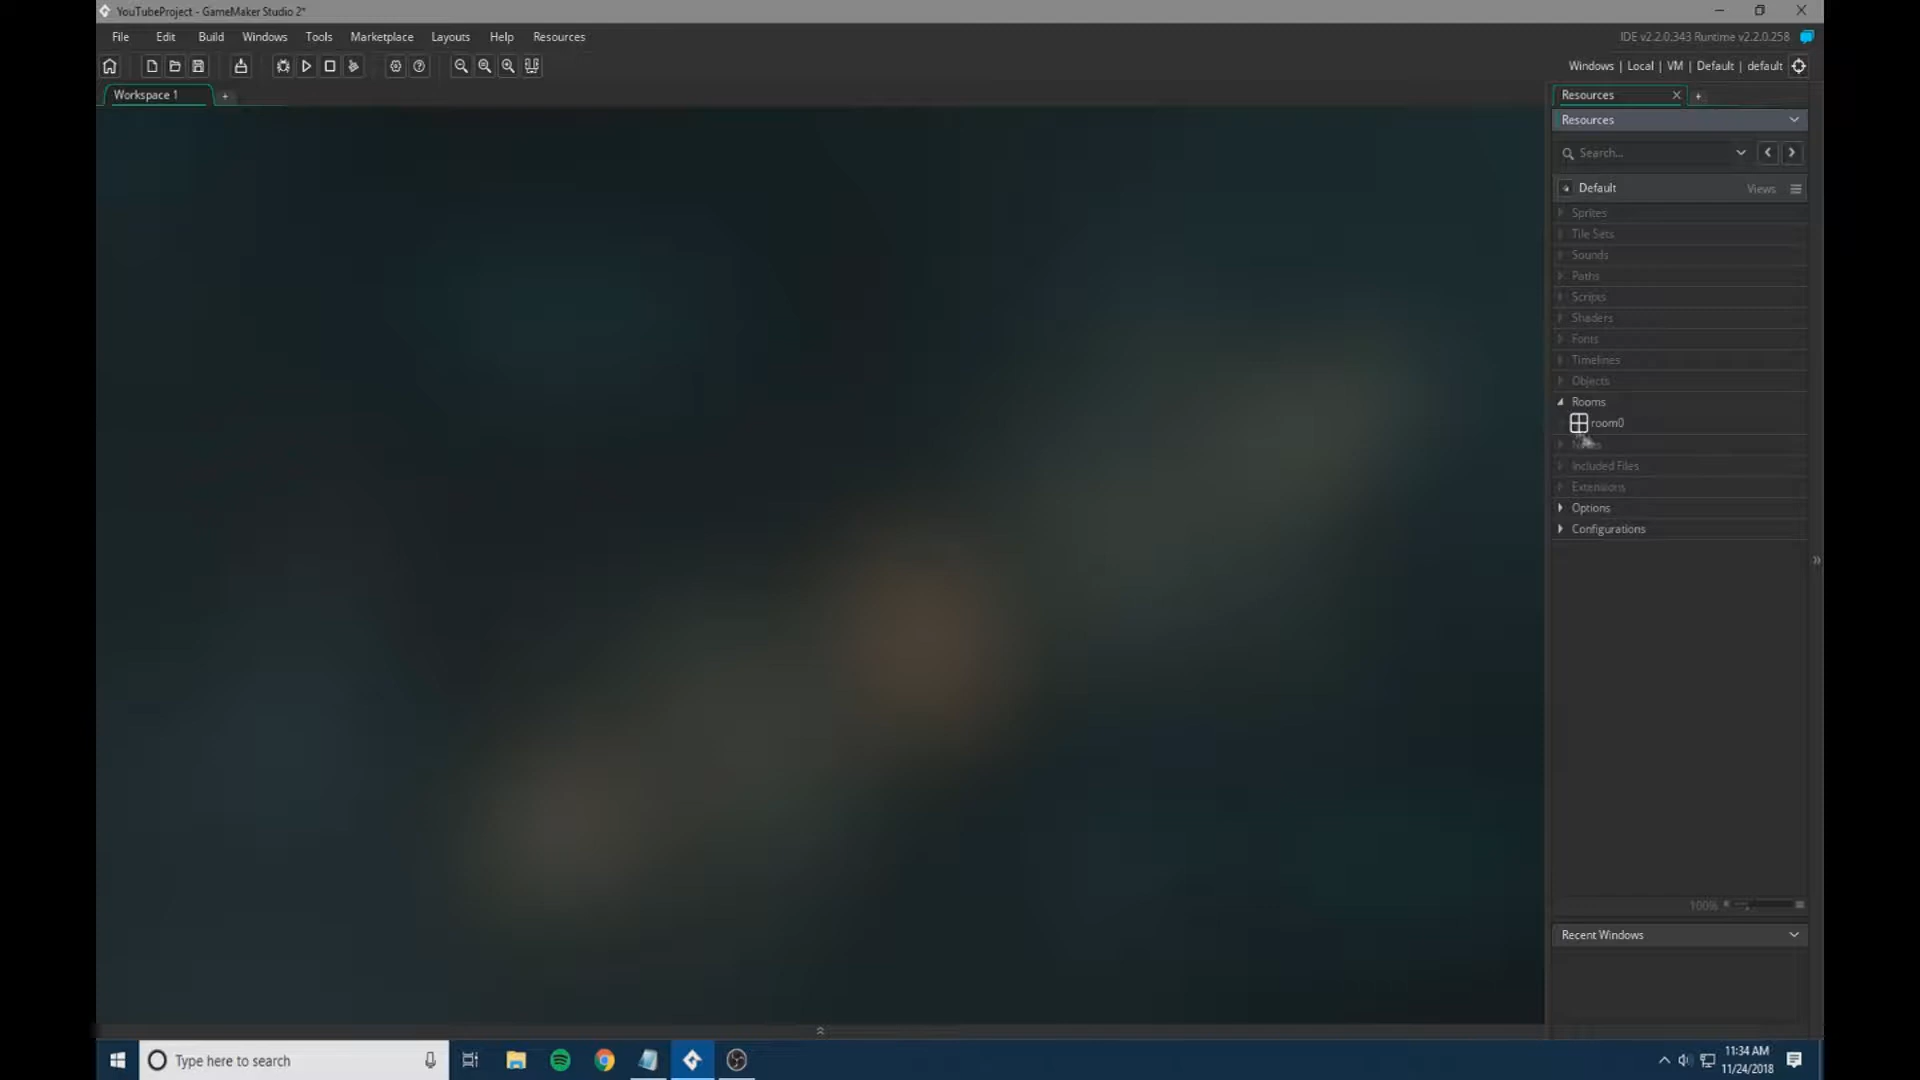 YouTubeProject - GameMaker Studio 2*
File Edit Build Windows Tools Marketplace Layouts Help Resources
IDE v2.2.0.343 Runtime v2.2.0.258
Windows | Local | VM | Default | default
Workspace 1
Resources
Resources
Search...
Default Views
Sprites
Tile Sets
Sounds
Paths
Scripts
Shaders
Fonts
Timelines
Objects
Rooms
room0
Notes
Included Files
Extensions
Options
Configurations
100%
Recent Windows
Type here to search
11:34 AM
11/24/2018